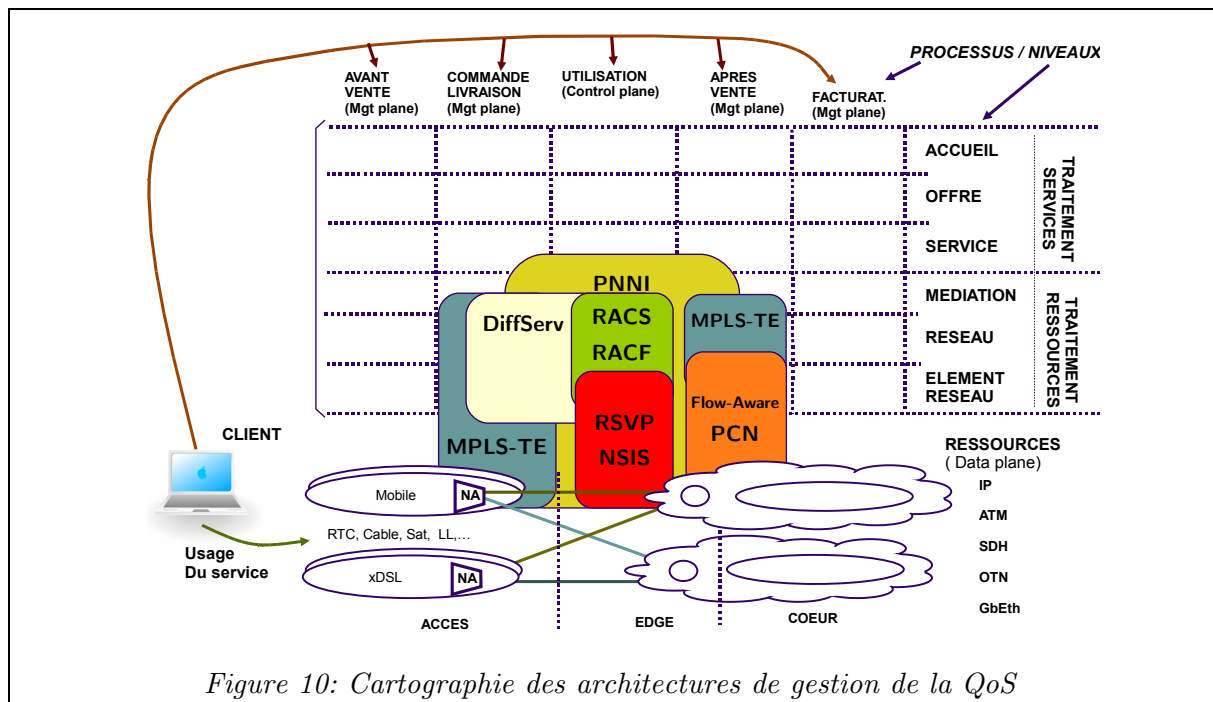 PROCESSUS / NIVEAUX
AVANT
VENTE
(Mgt plane)
COMMANDE
LIVRAISON
(Mgt plane)
UTILISATION
(Control plane)
APRES
VENTE
(Mgt plane)
FACTURAT.
(Mgt plane)
ACCUEIL
OFFRE
SERVICE
TRAITEMENT
SERVICES
MEDIATION
RESEAU
ELEMENT
RESEAU
TRAITEMENT
RESSOURCES
PNNI
DiffServ
RACS
RACF
MPLS-TE
RSVP
NSIS
Flow-Aware
PCN
MPLS-TE
CLIENT
Usage
Du service
Mobile
NA
RTC, Cable, Sat, LL,...
xDSL
NA
ACCES
EDGE
COEUR
RESSOURCES
( Data plane)
IP
ATM
SDH
OTN
GbEth
Figure 10: Cartographie des architectures de gestion de la QoS